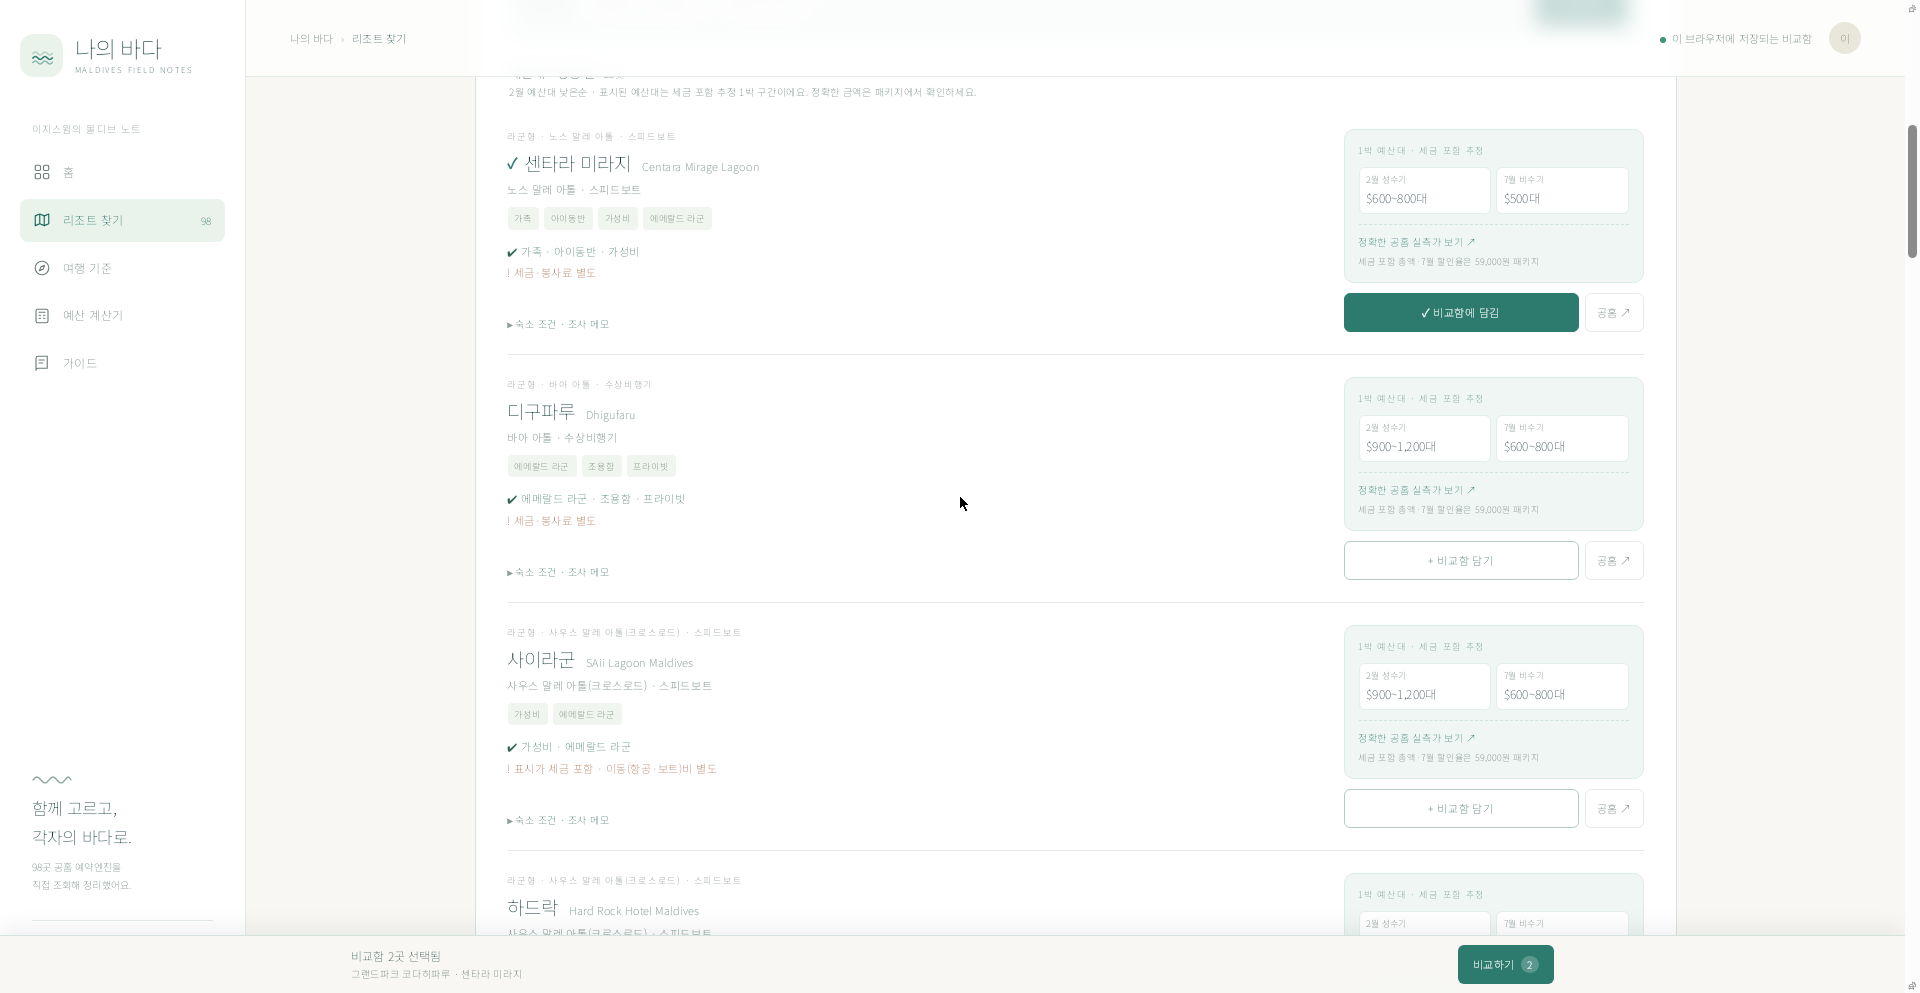 나의 바다
MALDIVES FIELD NOTES
이지스윔의 몰디브 노트
홈
리조트 찾기 98
여행 기준
예산 계산기
가이드
함께 고르고,
각자의 바다로.
98곳 공홈 예약엔진을
직접 조회해 정리했어요.
나의 바다 › 리조트 찾기
이 브라우저에 저장되는 비교함 이
2월 예산대 낮은순 · 표시된 예산대는 세금 포함 추정 1박 구간이에요. 정확한 금액은 패키지에서 확인하세요.
라군형 · 노스 말레 아톨 · 스피드보트
✓ 센타라 미라지 Centara Mirage Lagoon
노스 말레 아톨 · 스피드보트
가족 아이동반 가성비 에메랄드 라군
✔ 가족 · 아이동반 · 가성비
! 세금·봉사료 별도
▸ 숙소 조건 · 조사 메모
1박 예산대 · 세금 포함 추정
2월 성수기 7월 비수기
$600~800대 $500대
정확한 공홈 실측가 보기 ↗
세금 포함 총액·7월 할인율은 59,000원 패키지
✓ 비교함에 담김 공홈 ↗
라군형 · 바아 아톨 · 수상비행기
디구파루 Dhigufaru
바아 아톨 · 수상비행기
에메랄드 라군 조용함 프라이빗
✔ 에메랄드 라군 · 조용함 · 프라이빗
! 세금·봉사료 별도
▸ 숙소 조건 · 조사 메모
1박 예산대 · 세금 포함 추정
2월 성수기 7월 비수기
$900~1,200대 $600~800대
정확한 공홈 실측가 보기 ↗
세금 포함 총액·7월 할인율은 59,000원 패키지
+ 비교함 담기 공홈 ↗
라군형 · 사우스 말레 아톨(크로스로드) · 스피드보트
사이라군 SAii Lagoon Maldives
사우스 말레 아톨(크로스로드) · 스피드보트
가성비 에메랄드 라군
✔ 가성비 · 에메랄드 라군
! 표시가 세금 포함 · 이동(항공·보트)비 별도
▸ 숙소 조건 · 조사 메모
1박 예산대 · 세금 포함 추정
2월 성수기 7월 비수기
$900~1,200대 $600~800대
정확한 공홈 실측가 보기 ↗
세금 포함 총액·7월 할인율은 59,000원 패키지
+ 비교함 담기 공홈 ↗
라군형 · 사우스 말레 아톨(크로스로드) · 스피드보트
하드락 Hard Rock Hotel Maldives
사우스 말레 아톨(크로스로드) · 스피드보트
1박 예산대 · 세금 포함 추정
2월 성수기 7월 비수기
비교함 2곳 선택됨
그랜드파크 코다히파루 · 센타라 미라지
비교하기 2